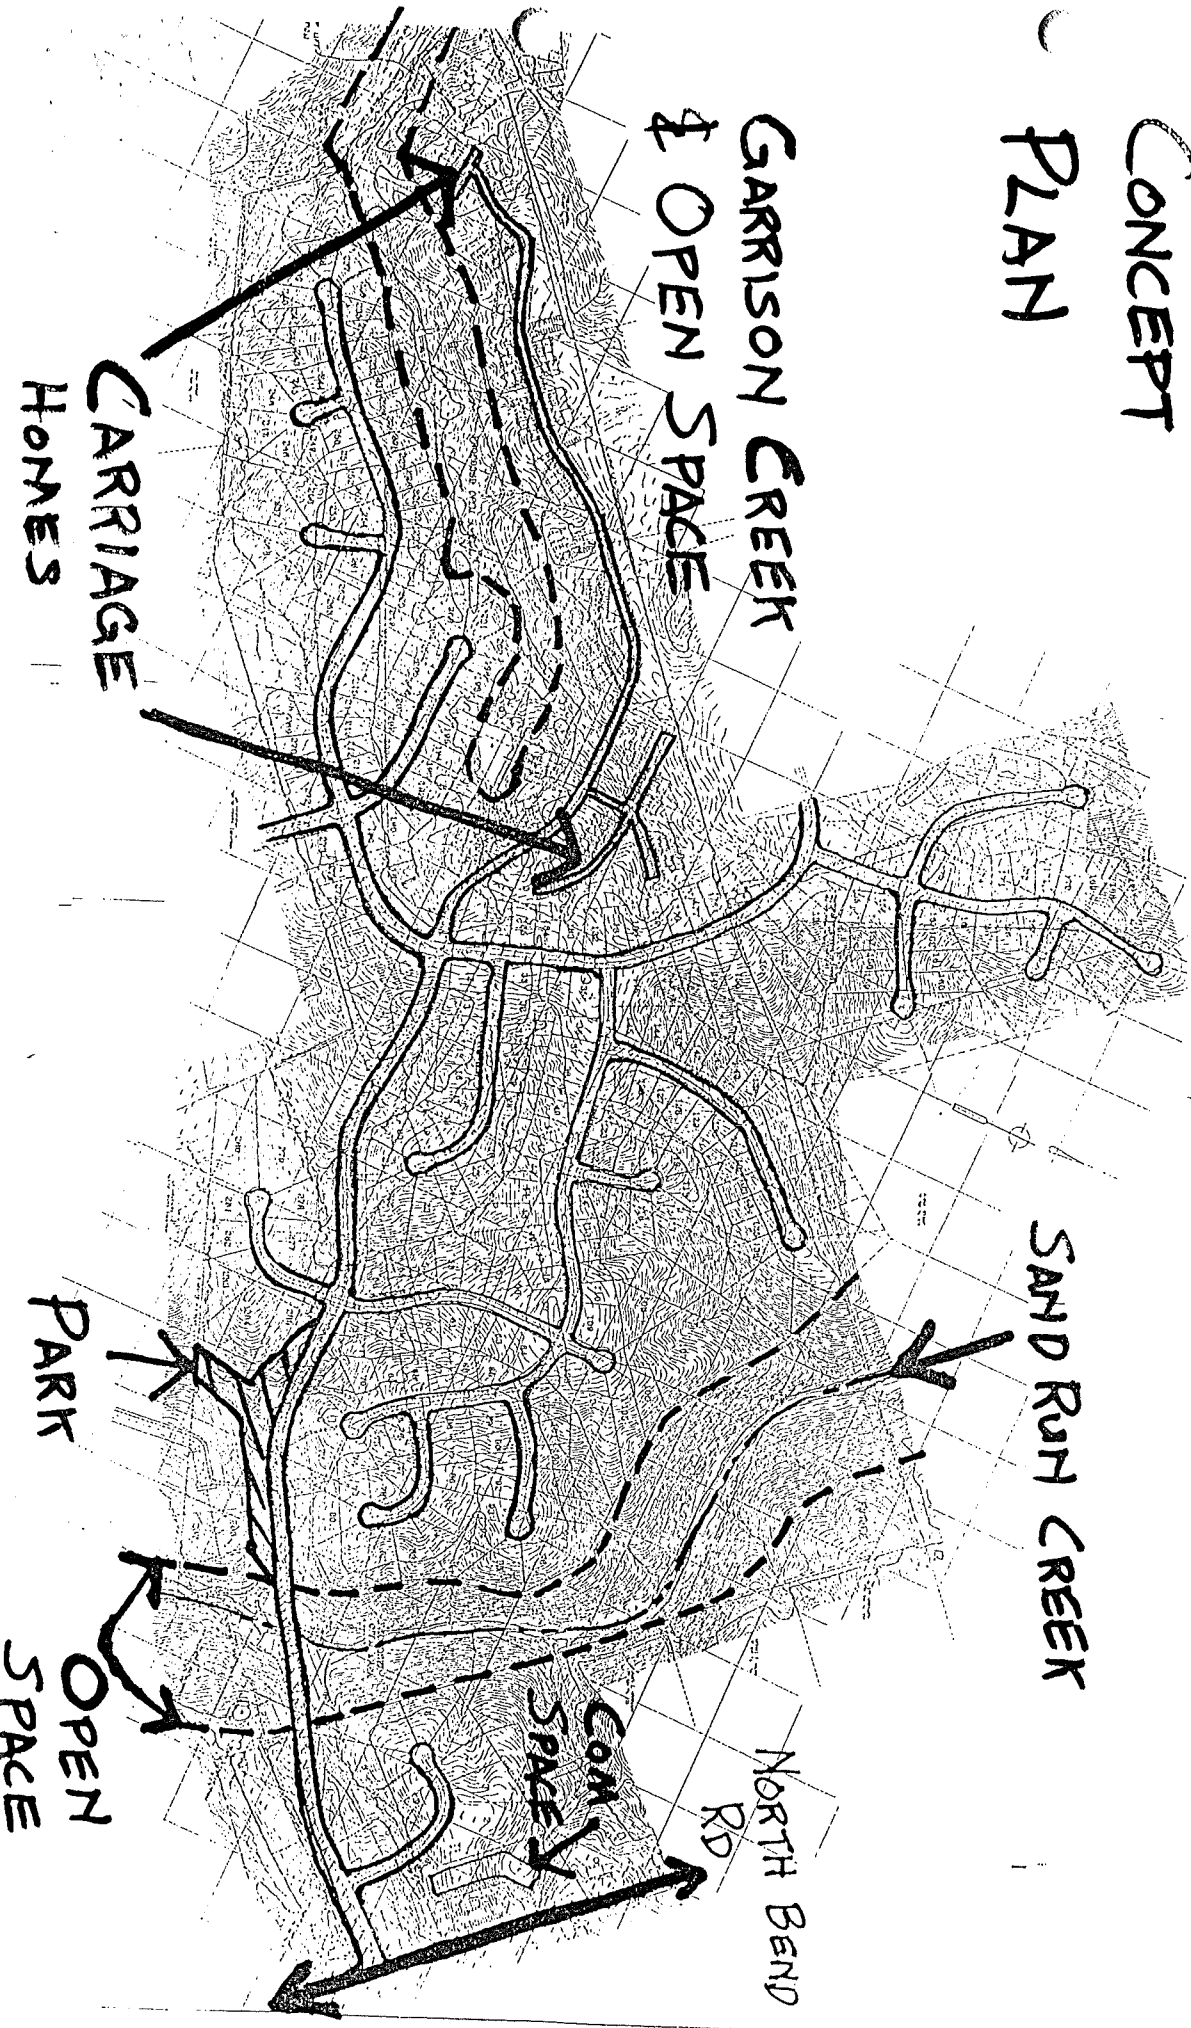 CONCEPT
PLAN
GARRISON CREEK
& OPEN SPACE
CARRIAGE
HOMES
SAND RUN CREEK
PARK
OPEN
SPACE
COM
SPACE
NORTH BEND
RD